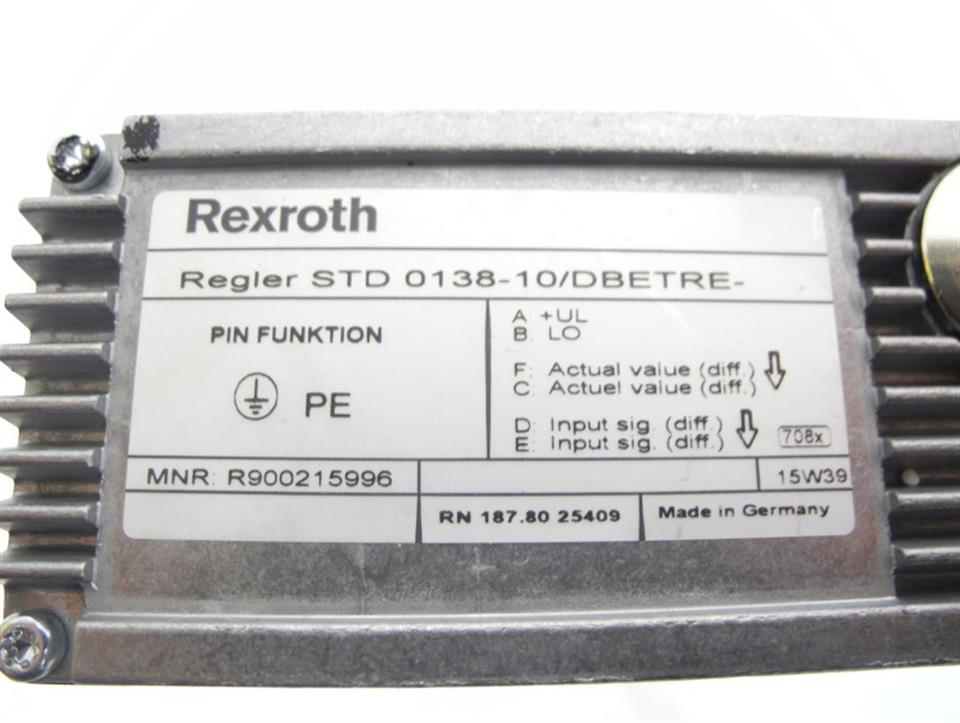 Rexroth
Regler STD 0138-10/DBETRE-
PIN FUNKTION
PE
A: +UL
B: LO
F: Actual value (diff.)
C: Actuel value (diff.)
D: Input sig. (diff.)
E: Input sig. (diff.)
708x
MNR: R900215996
15W39
RN 187.80 25409
Made in Germany